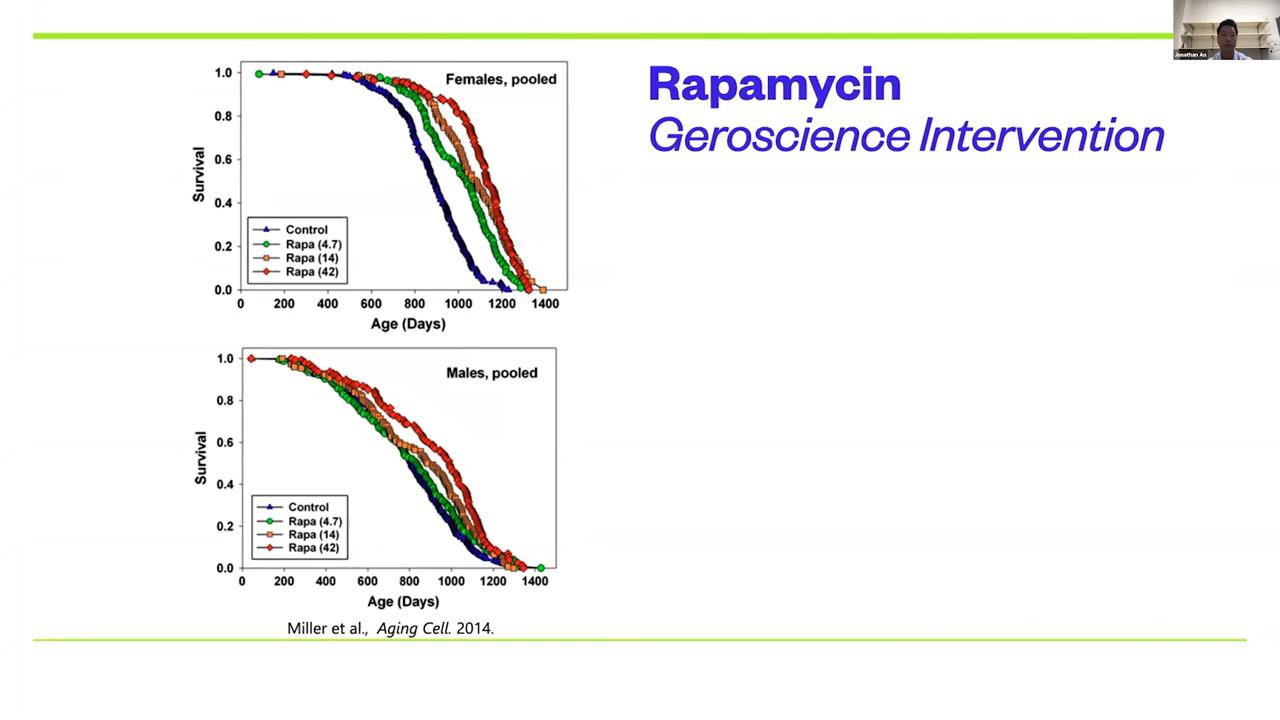 Jonathan An
Rapamycin
Geroscience Intervention
Females, pooled
Survival
1.0
0.8
0.6
0.4
0.2
0.0
Control
Rapa (4.7)
Rapa (14)
Rapa (42)
0 200 400 600 800 1000 1200 1400
Age (Days)
Males, pooled
Survival
1.0
0.8
0.6
0.4
0.2
0.0
Control
Rapa (4.7)
Rapa (14)
Rapa (42)
0 200 400 600 800 1000 1200 1400
Age (Days)
Miller et al., Aging Cell. 2014.